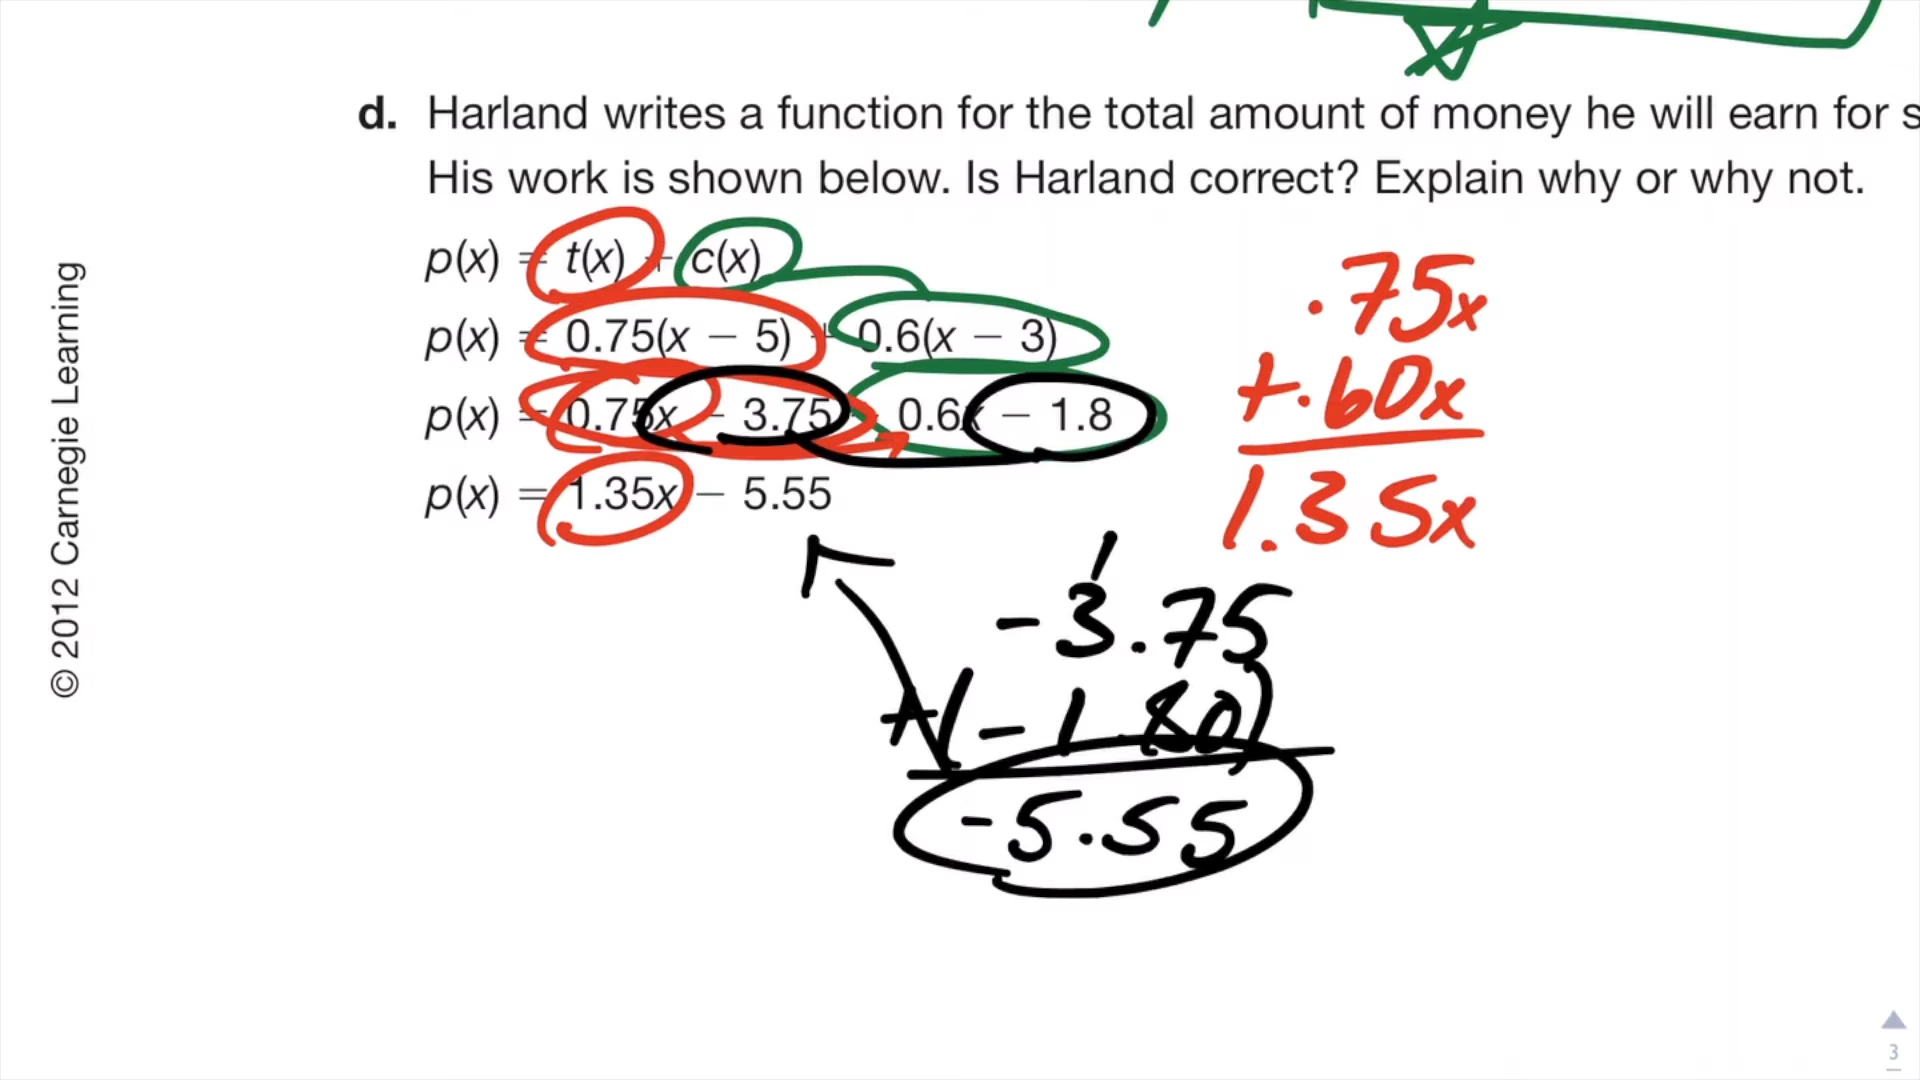 d. Harland writes a function for the total amount of money he will earn for s
His work is shown below. Is Harland correct? Explain why or why not.
p(x) = t(x) + c(x)
p(x) = 0.75(x − 5) + 0.6(x − 3)
p(x) = 0.75x − 3.75 + 0.6x − 1.8
p(x) = 1.35x − 5.55
.75x
+.60x
1.35x
1
-3.75
+(-1.80)
-5.55
© 2012 Carnegie Learning
3